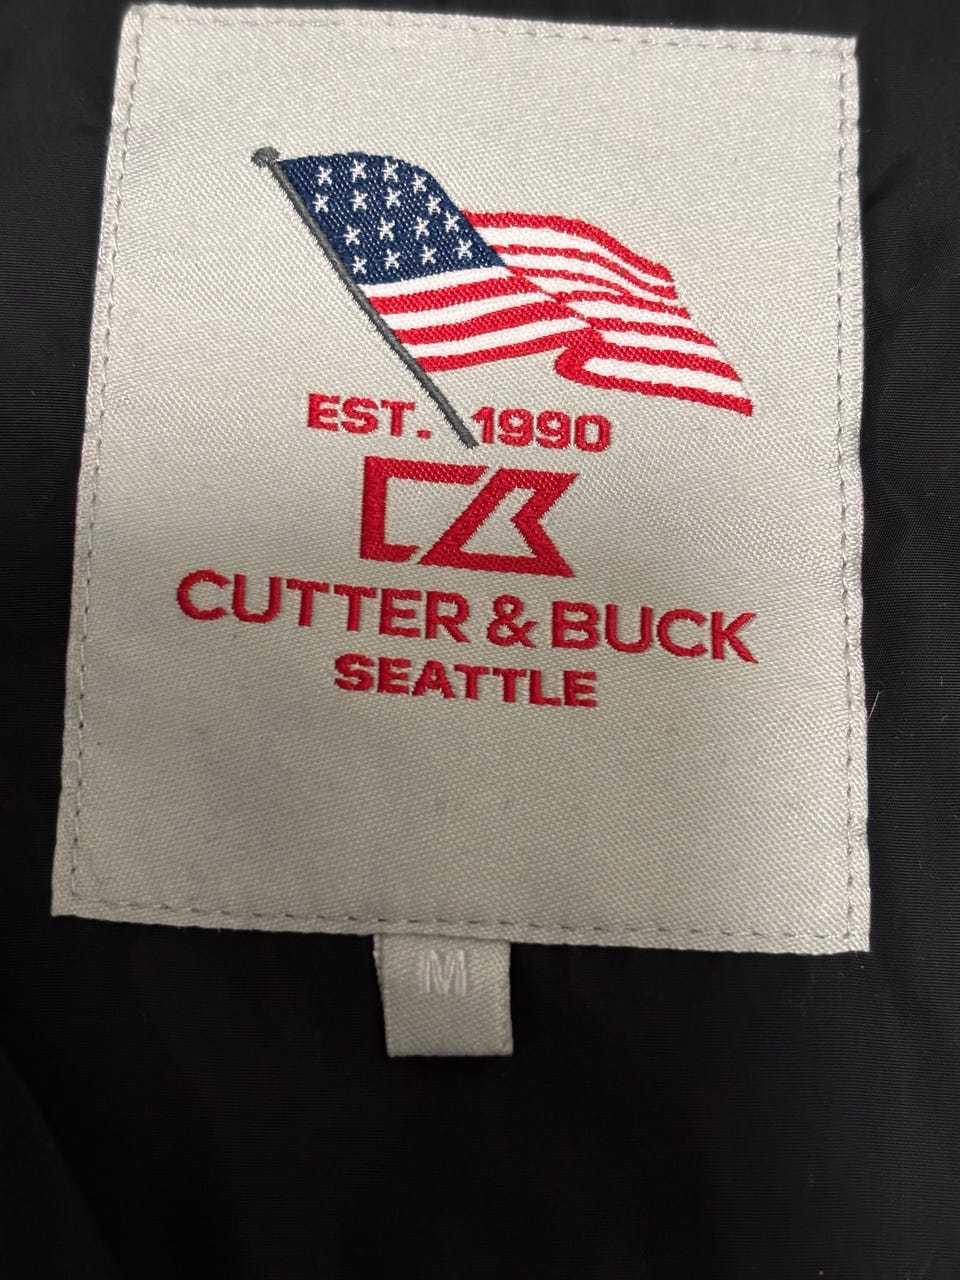 EST. 1990
CUTTER & BUCK
SEATTLE
M